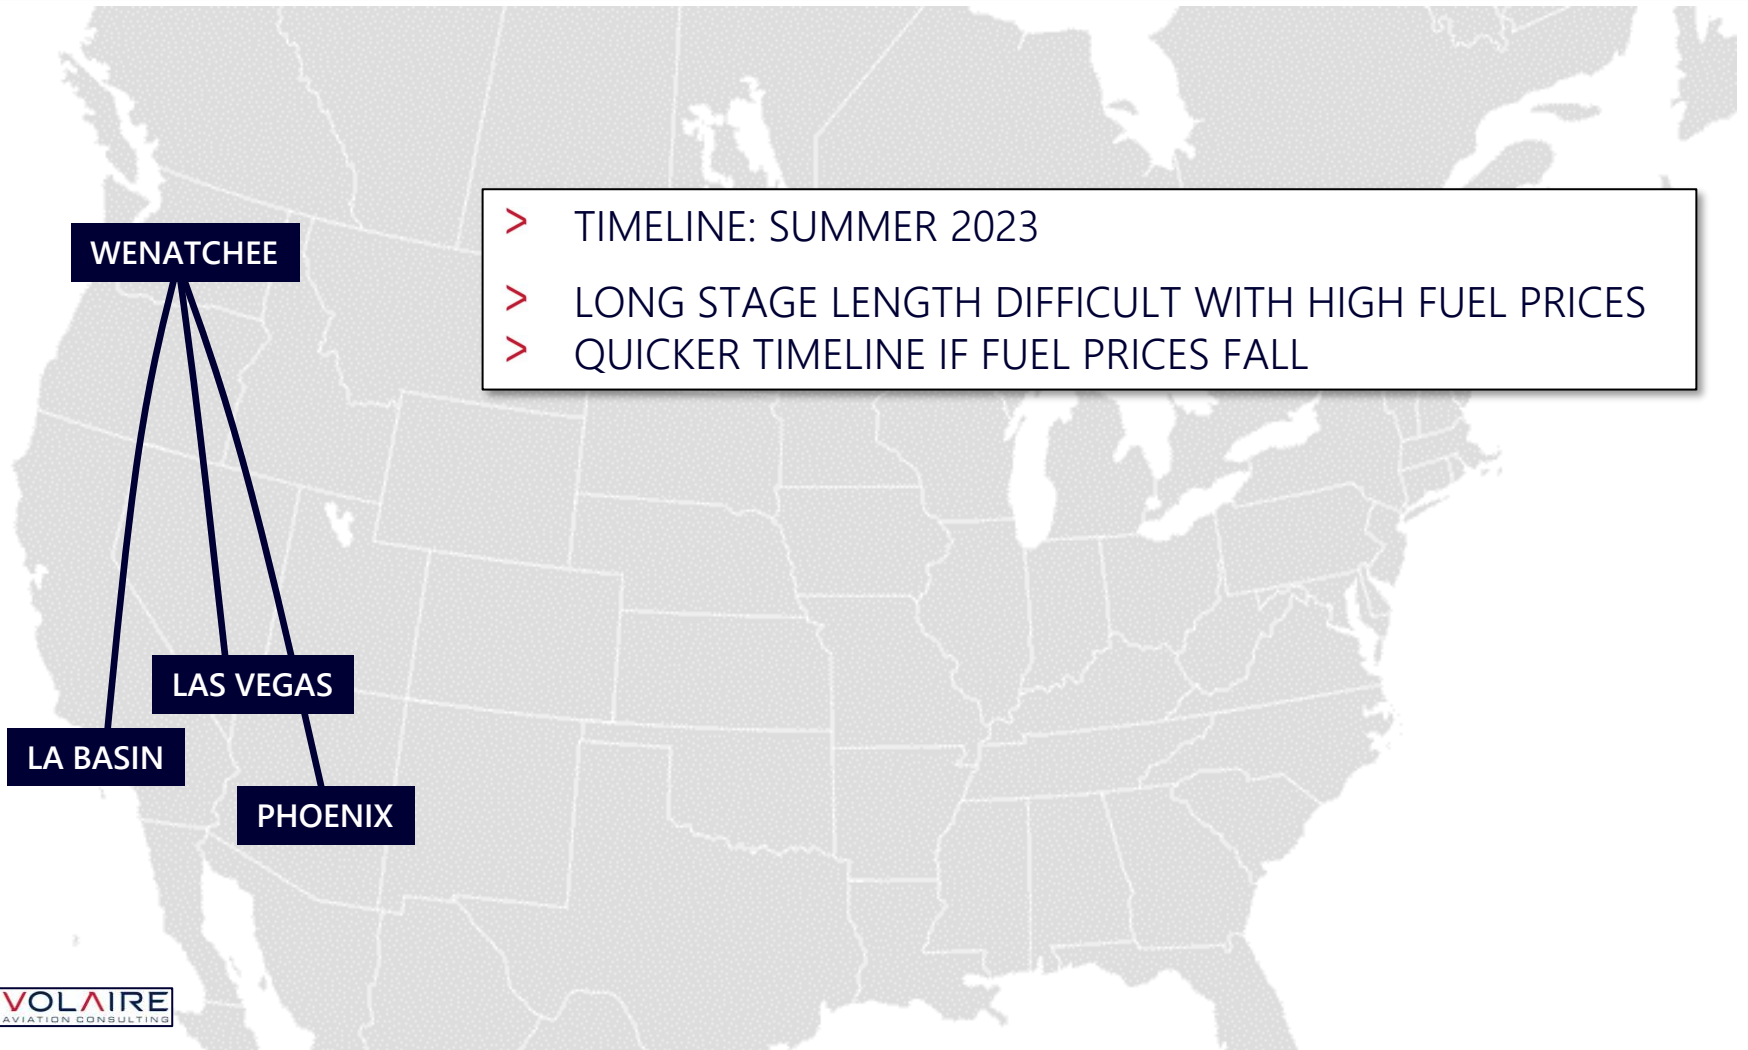 WENATCHEE
> TIMELINE: SUMMER 2023
> LONG STAGE LENGTH DIFFICULT WITH HIGH FUEL PRICES
> QUICKER TIMELINE IF FUEL PRICES FALL
LAS VEGAS
LA BASIN
PHOENIX
VOLAIRE
AVIATION CONSULTING